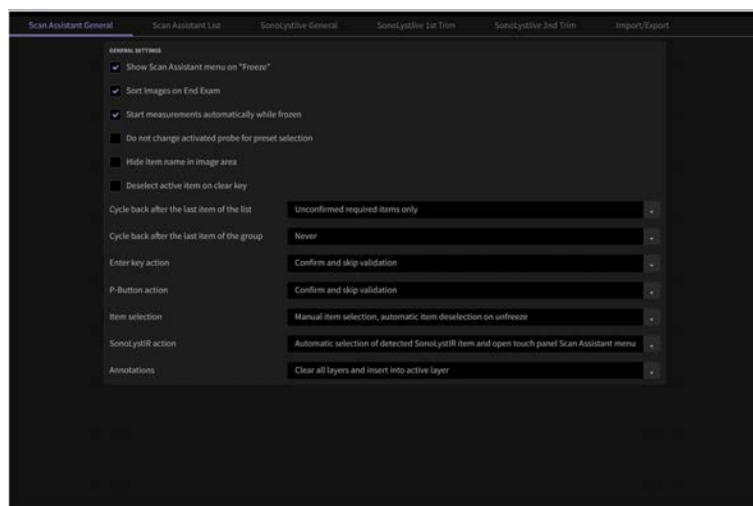 Scan Assistant General
Scan Assistant List
SonoLystlive General
SonoLystlive 1st Trim
SonoLystlive 2nd Trim
Import/Export
GENERAL SETTINGS
Show Scan Assistant menu on "Freeze"
Sort Images on End Exam
Start measurements automatically while frozen
Do not change activated probe for preset selection
Hide item name in image area
Deselect active item on clear key
Cycle back after the last item of the list
Unconfirmed required items only
Cycle back after the last item of the group
Never
Enter key action
Confirm and skip validation
P-Button action
Confirm and skip validation
Item selection
Manual item selection, automatic item deselection on unfreeze
SonoLystIR action
Automatic selection of detected SonoLystIR item and open touch panel Scan Assistant menu
Annotations
Clear all layers and insert into active layer